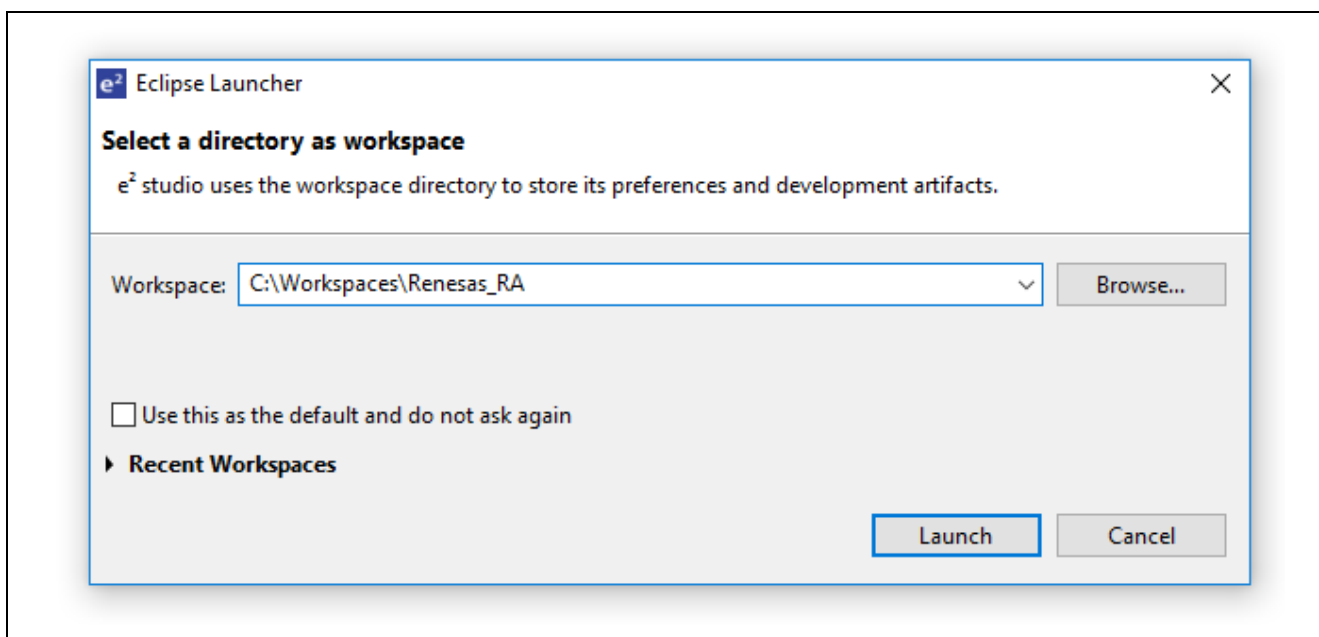 e² Eclipse Launcher
Select a directory as workspace
e² studio uses the workspace directory to store its preferences and development artifacts.
Workspace: C:\Workspaces\Renesas_RA Browse...
Use this as the default and do not ask again
Recent Workspaces
Launch Cancel